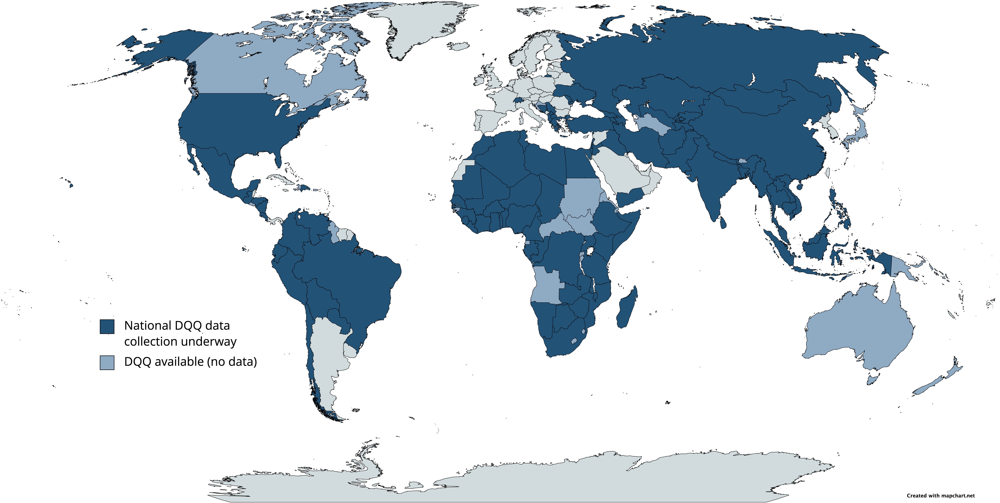 National DQQ data
collection underway
DQQ available (no data)
Created with mapchart.net